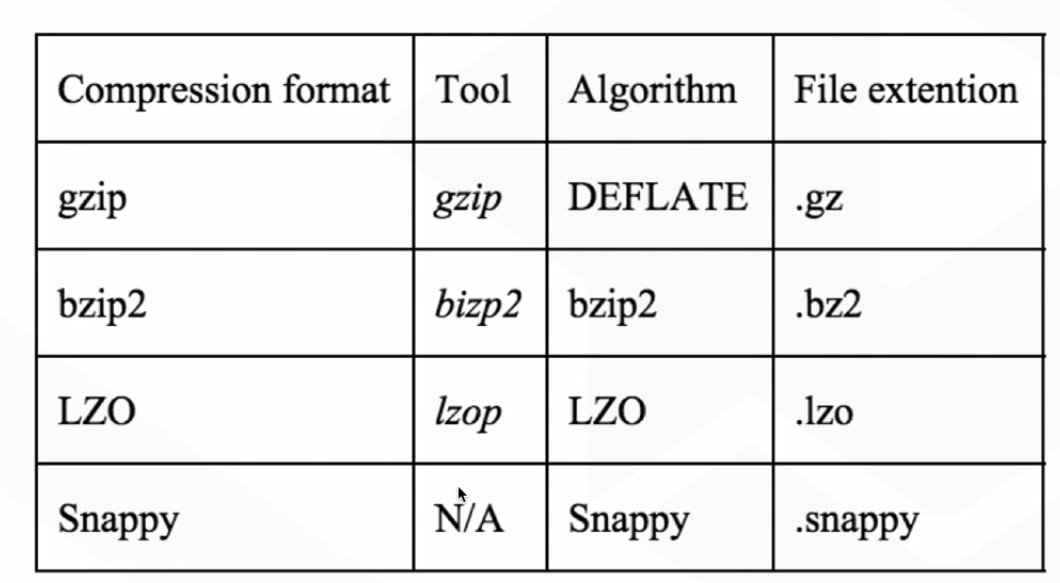 Compression format Tool Algorithm File extention
gzip gzip DEFLATE .gz
bzip2 bizp2 bzip2 .bz2
LZO lzop LZO .lzo
Snappy N/A Snappy .snappy